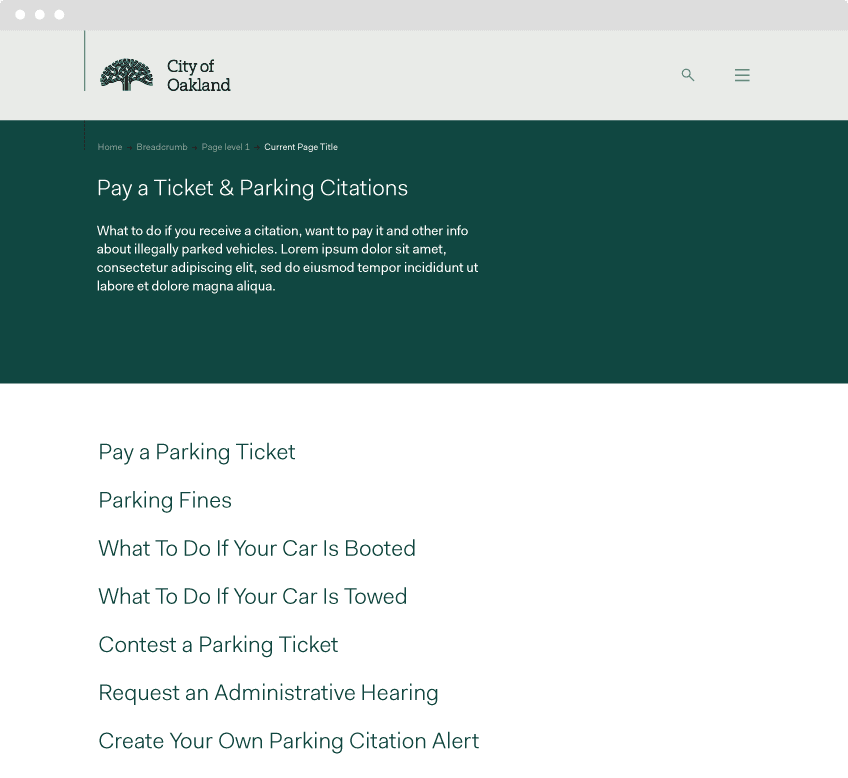 City of
Oakland
Home Breadcrumb Page level 1 Current Page Title
Pay a Ticket & Parking Citations
What to do if you receive a citation, want to pay it and other info
about illegally parked vehicles. Lorem ipsum dolor sit amet,
consectetur adipiscing elit, sed do eiusmod tempor incididunt ut
labore et dolore magna aliqua.
Pay a Parking Ticket
Parking Fines
What To Do If Your Car Is Booted
What To Do If Your Car Is Towed
Contest a Parking Ticket
Request an Administrative Hearing
Create Your Own Parking Citation Alert